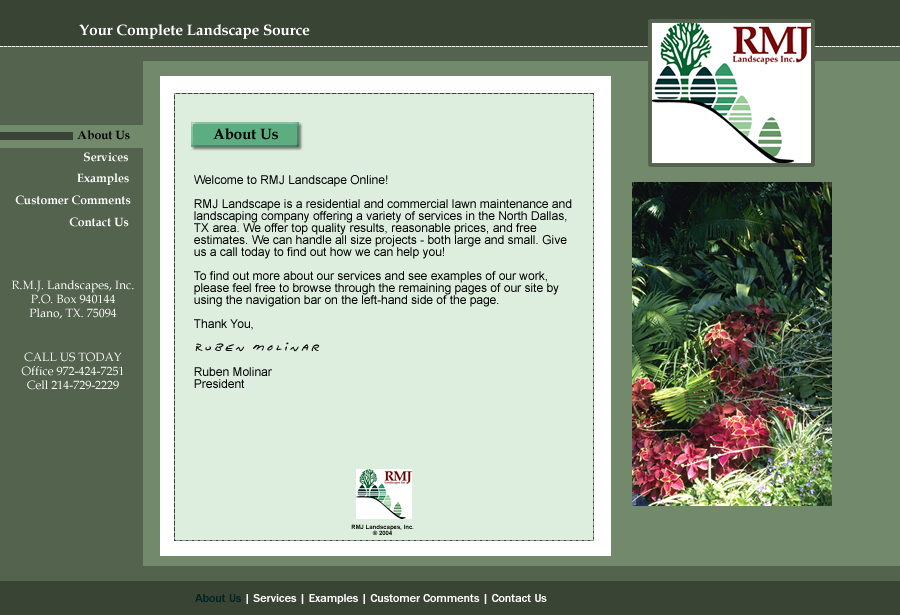 Your Complete Landscape Source
RMJ
Landscapes Inc.
About Us
Services
Examples
Customer Comments
Contact Us
R.M.J. Landscapes, Inc.
P.O. Box 940144
Plano, TX. 75094
CALL US TODAY
Office 972-424-7251
Cell 214-729-2229
About Us
Welcome to RMJ Landscape Online!
RMJ Landscape is a residential and commercial lawn maintenance and
landscaping company offering a variety of services in the North Dallas,
TX area. We offer top quality results, reasonable prices, and free
estimates. We can handle all size projects - both large and small. Give
us a call today to find out how we can help you!
To find out more about our services and see examples of our work,
please feel free to browse through the remaining pages of our site by
using the navigation bar on the left-hand side of the page.
Thank You,
RUBEN MOLINAR
Ruben Molinar
President
RMJ
Landscapes Inc.
RMJ Landscapes, Inc.
© 2004
About Us | Services | Examples | Customer Comments | Contact Us